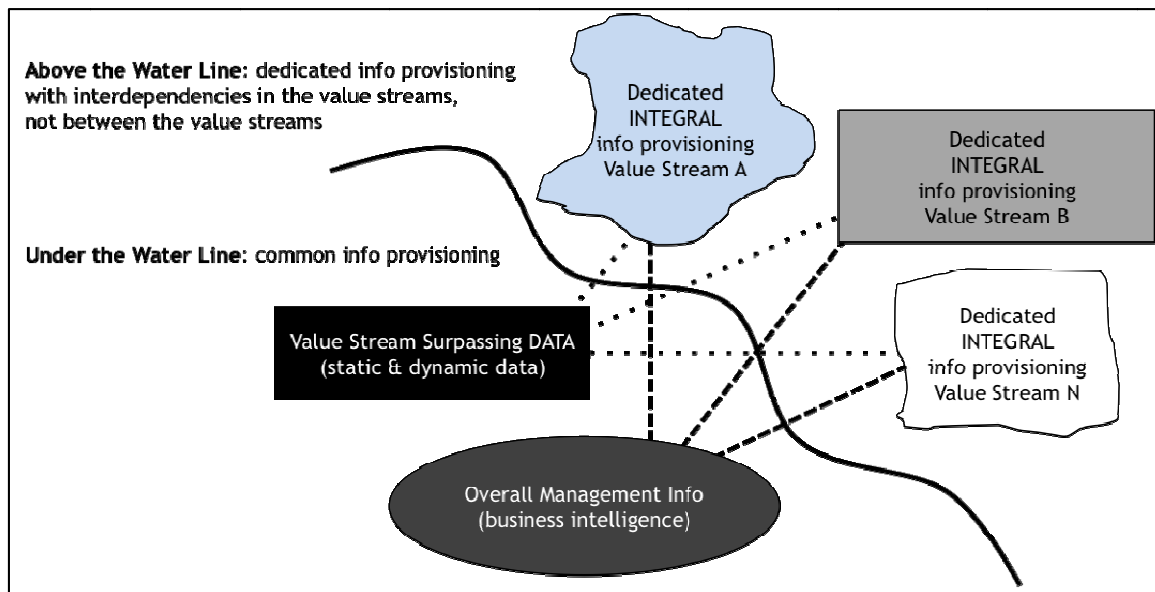 Above the Water Line: dedicated info provisioning
with interdependencies in the value streams,
not between the value streams
Dedicated
INTEGRAL
info provisioning
Value Stream A
Dedicated
INTEGRAL
info provisioning
Value Stream B
Under the Water Line: common info provisioning
Value Stream Surpassing DATA
(static & dynamic data)
Dedicated
INTEGRAL
info provisioning
Value Stream N
Overall Management Info
(business intelligence)